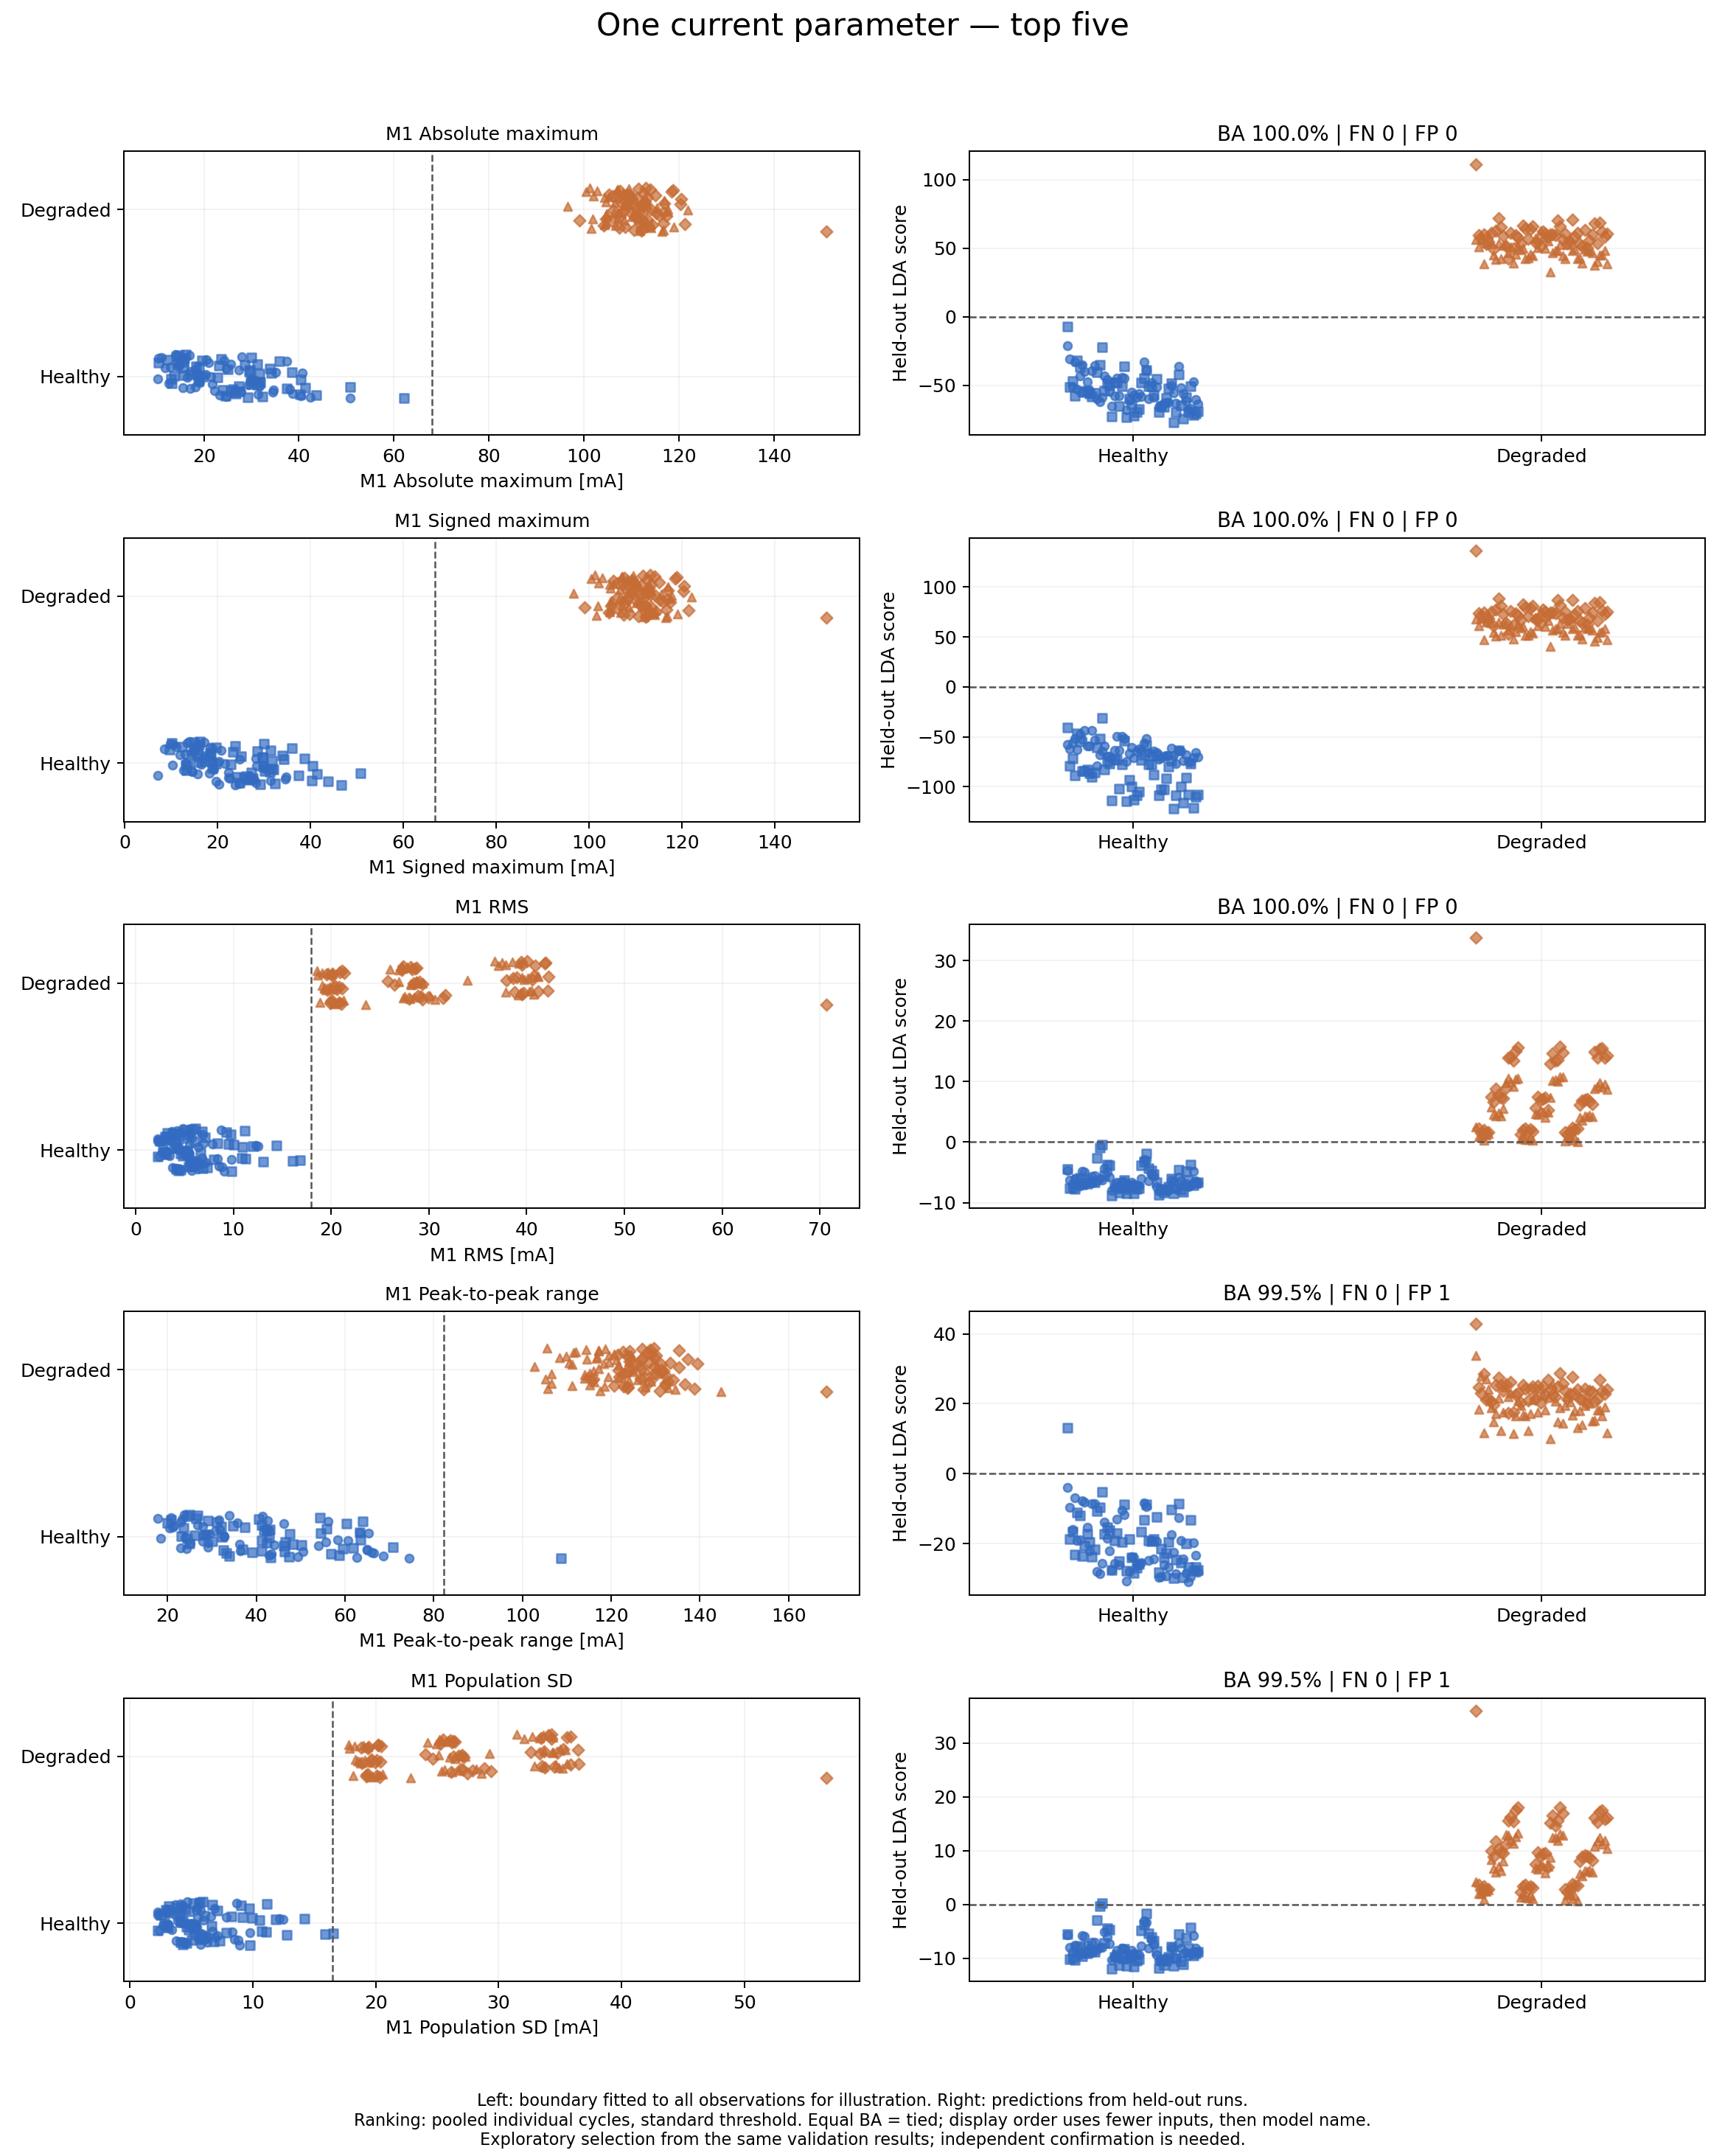 One current parameter — top five
M1 Absolute maximum
Degraded
Healthy
20 40 60 80 100 120 140
M1 Absolute maximum [mA]
BA 100.0% | FN 0 | FP 0
Held-out LDA score
100
50
0
−50
Healthy Degraded
M1 Signed maximum
Degraded
Healthy
0 20 40 60 80 100 120 140
M1 Signed maximum [mA]
BA 100.0% | FN 0 | FP 0
Held-out LDA score
100
50
0
−50
−100
Healthy Degraded
M1 RMS
Degraded
Healthy
0 10 20 30 40 50 60 70
M1 RMS [mA]
BA 100.0% | FN 0 | FP 0
Held-out LDA score
30
20
10
0
−10
Healthy Degraded
M1 Peak-to-peak range
Degraded
Healthy
20 40 60 80 100 120 140 160
M1 Peak-to-peak range [mA]
BA 99.5% | FN 0 | FP 1
Held-out LDA score
40
20
0
−20
Healthy Degraded
M1 Population SD
Degraded
Healthy
0 10 20 30 40 50
M1 Population SD [mA]
BA 99.5% | FN 0 | FP 1
Held-out LDA score
30
20
10
0
−10
Healthy Degraded
Left: boundary fitted to all observations for illustration. Right: predictions from held-out runs.
Ranking: pooled individual cycles, standard threshold. Equal BA = tied; display order uses fewer inputs, then model name.
Exploratory selection from the same validation results; independent confirmation is needed.